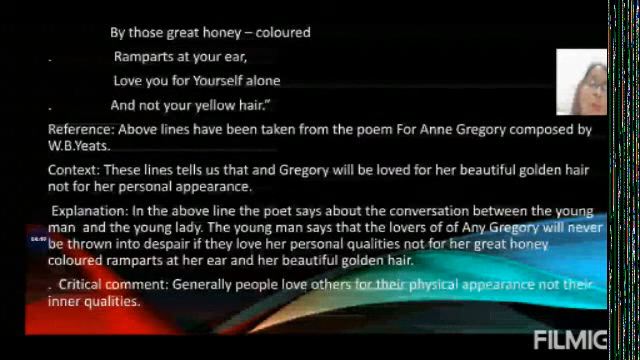 By those great honey – coloured
. Ramparts at your ear,
Love you for Yourself alone
. And not your yellow hair.”
Reference: Above lines have been taken from the poem For Anne Gregory composed by
W.B.Yeats.
Context: These lines tells us that and Gregory will be loved for her beautiful golden hair
not for her personal appearance.
Explanation: In the above line the poet says about the conversation between the young
man and the young lady. The young man says that the lovers of of Any Gregory will never
be thrown into despair if they love her personal qualities not for her great honey
coloured ramparts at her ear and her beautiful golden hair.
. Critical comment: Generally people love others for their physical appearance not their
inner qualities.
FILMIG